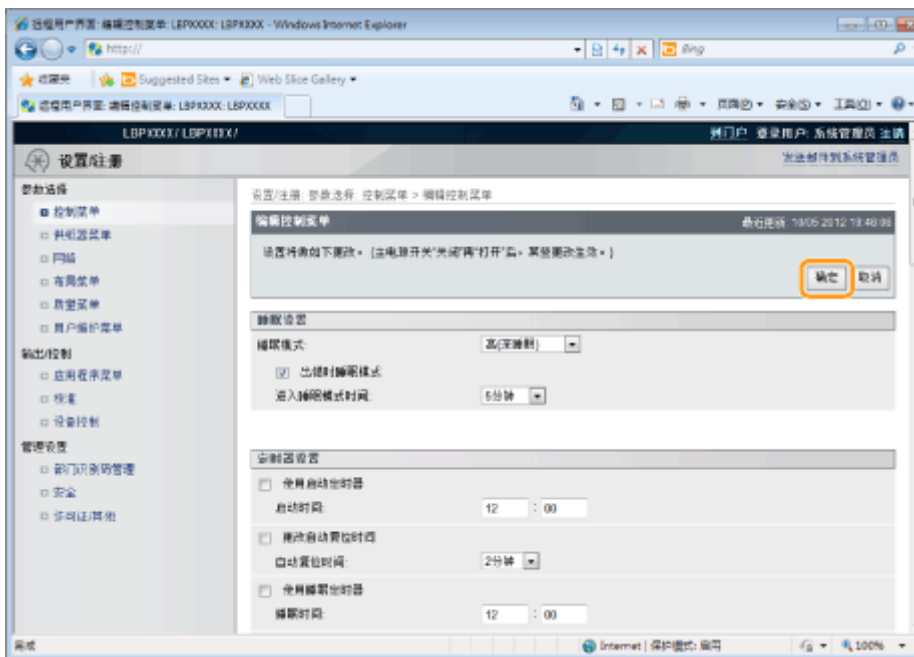 远程用户界面: 编辑控制菜单: LBPXXXX: LBPXXXX - Windows Internet Explorer
http://
Bing
收藏夹 Suggested Sites Web Slice Gallery
远程用户界面: 编辑控制菜单: LBPXXXX: LBPXXXX
页面(P) 安全(S) 工具(O)
LBPXXXX/ LBPXXXX/
到门户 登录用户: 系统管理员 注销
设置/注册
发送邮件到系统管理员
参数选择
控制菜单
供纸器菜单
网络
布局菜单
质量菜单
用户维护菜单
输出/控制
应用程序菜单
校准
设备控制
管理设置
部门识别码管理
安全
许可证/其他
设置/注册: 参数选择: 控制菜单 > 编辑控制菜单
编辑控制菜单
最近更新: 10/05 2012 13:48:06
设置将做如下更改。 (主电源开关"关闭"再"打开"后。某些更改生效。)
确定 取消
睡眠设置
睡眠模式: 高(深睡眠)
出错时睡眠模式
进入睡眠模式时间: 5分钟
定时器设置
使用启动定时器
启动时间: 12 : 00
更改自动复位时间
自动复位时间: 2分钟
使用睡眠定时器
睡眠时间: 12 : 00
完成
Internet | 保护模式: 启用
100%